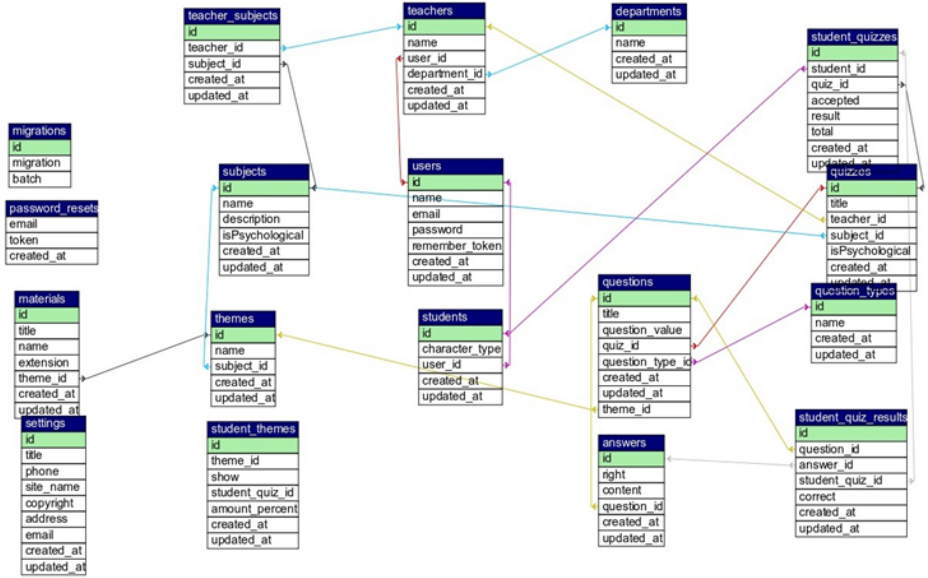 teacher_subjects
id
teacher_id
subject_id
created_at
updated_at
teachers
id
name
user_id
department_id
created_at
updated_at
departments
id
name
created_at
updated_at
student_quizzes
id
student_id
quiz_id
accepted
result
total
created_at
updated_at
migrations
id
migration
batch
password_resets
email
token
created_at
subjects
id
name
description
isPsychological
created_at
updated_at
users
id
name
email
password
remember_token
created_at
updated_at
quizzes
id
title
teacher_id
subject_id
isPsychological
created_at
updated_at
materials
id
title
name
extension
theme_id
created_at
updated_at
themes
id
name
subject_id
created_at
updated_at
students
id
character_type
user_id
created_at
updated_at
questions
id
title
question_value
quiz_id
question_type_id
created_at
updated_at
theme_id
question_types
id
name
created_at
updated_at
settings
id
title
phone
site_name
copyright
address
email
created_at
updated_at
student_themes
id
theme_id
show
student_quiz_id
amount_percent
created_at
updated_at
answers
id
right
content
question_id
created_at
updated_at
student_quiz_results
id
question_id
answer_id
student_quiz_id
correct
created_at
updated_at